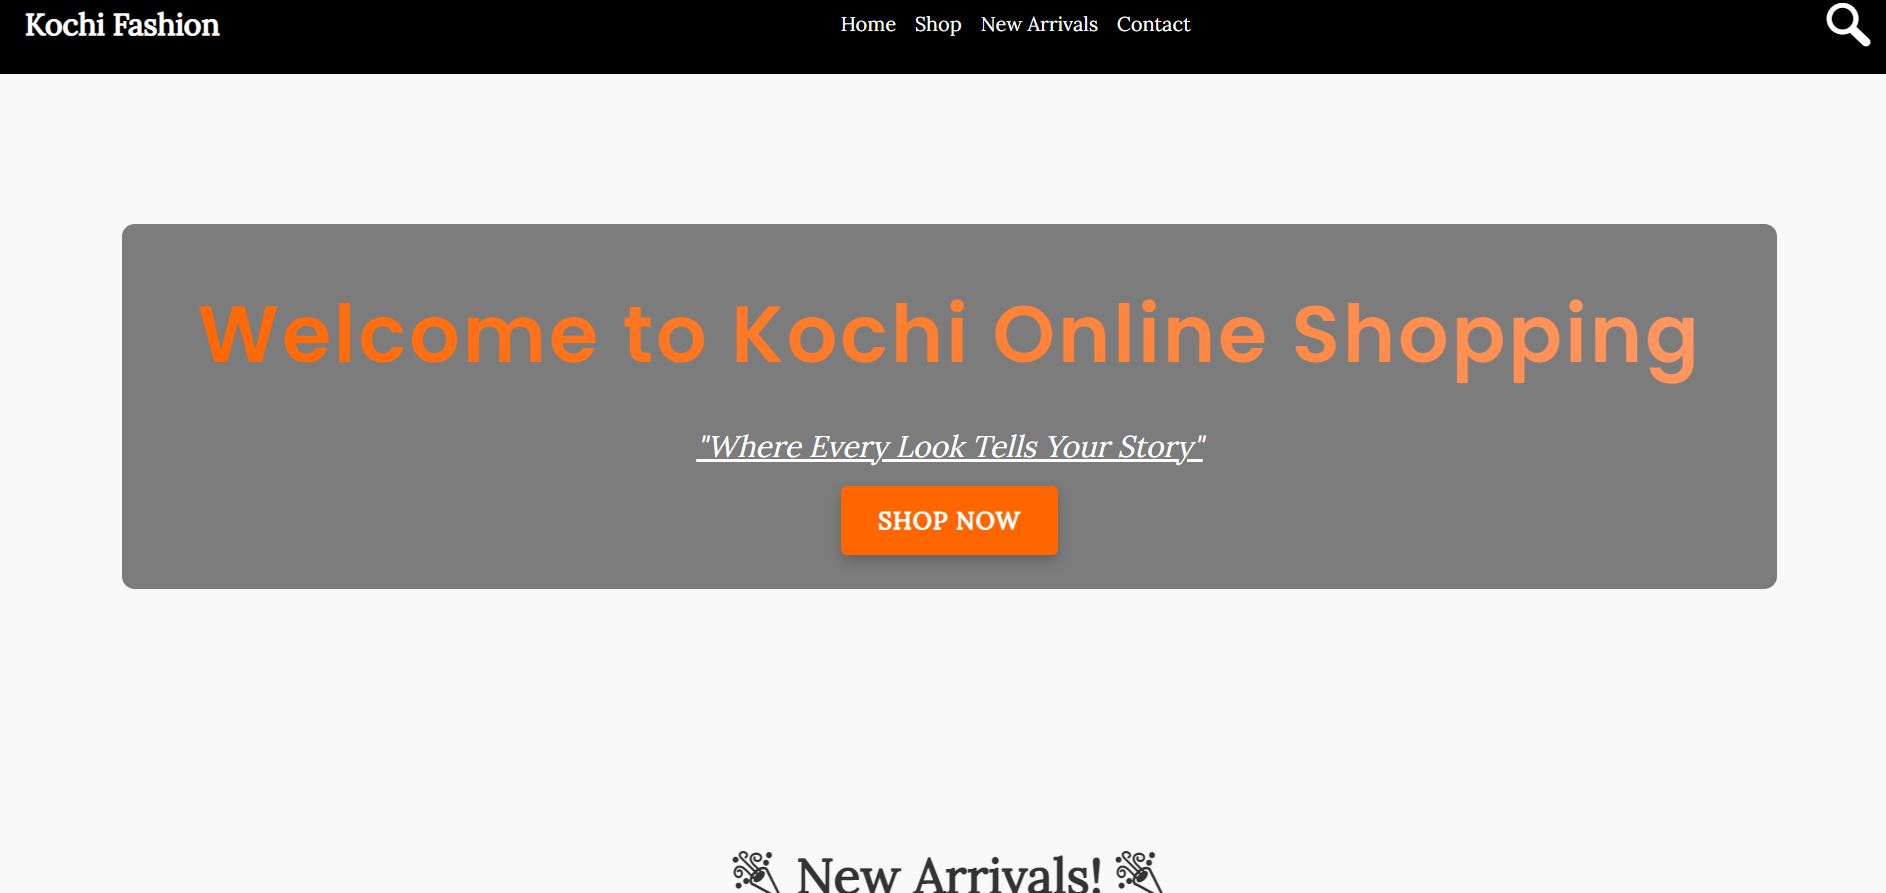 Kochi Fashion
Home Shop New Arrivals Contact
Welcome to Kochi Online Shopping
"Where Every Look Tells Your Story"
SHOP NOW
New Arrivals!